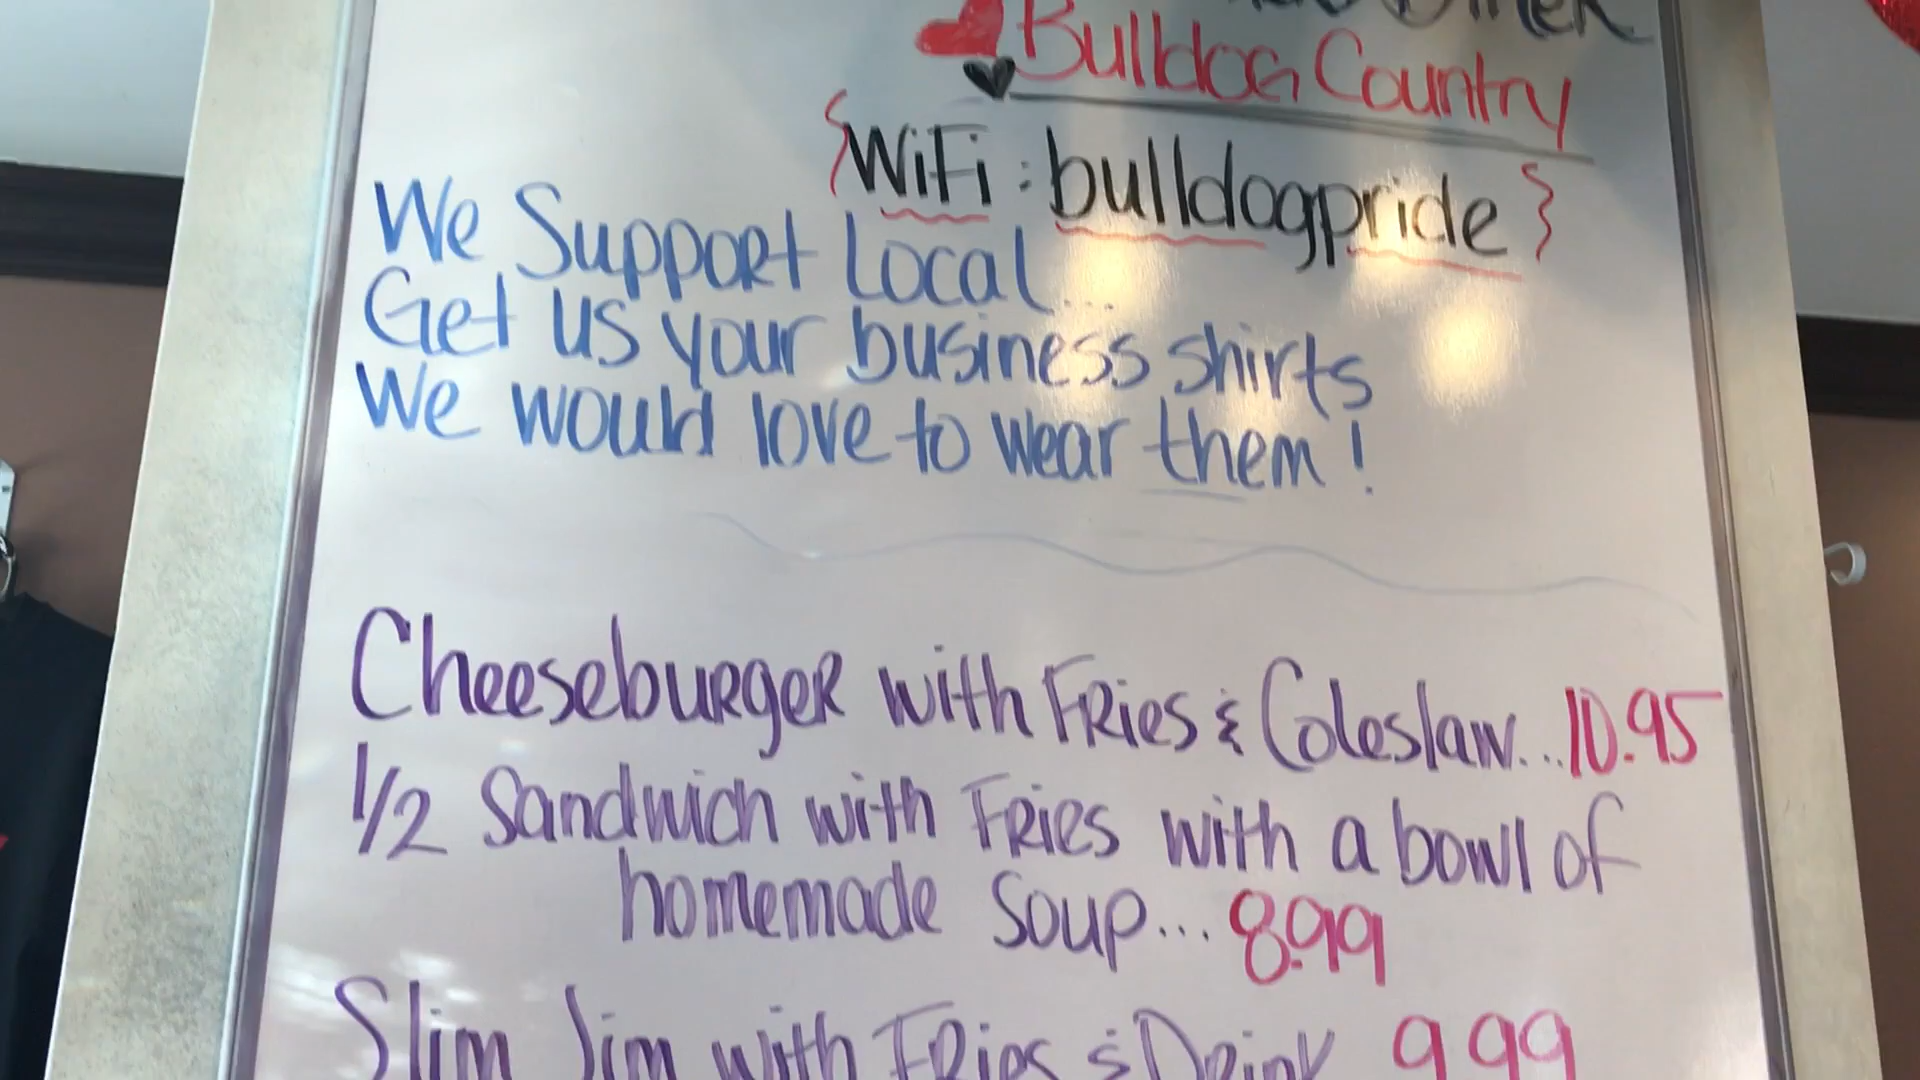 Diner
Bulldog Country
{WiFi: bulldogpride}
We Support Local...
Get us your business shirts
We would love to wear them!
Cheeseburger with Fries & Coleslaw...10.95
1/2 Sandwich with Fries with a bowl of
homemade Soup...8.99
Slim Jim with Fries & Drink 9.99